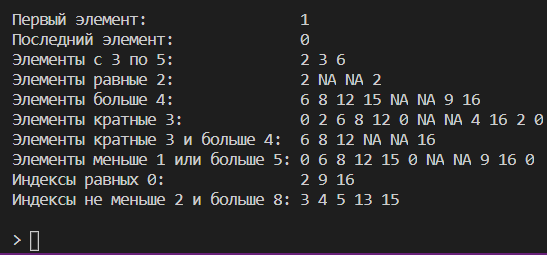 Первый элемент: 1
Последний элемент: 0
Элементы с 3 по 5: 2 3 6
Элементы равные 2: 2 NA NA 2
Элементы больше 4: 6 8 12 15 NA NA 9 16
Элементы кратные 3: 0 2 6 8 12 0 NA NA 4 16 2 0
Элементы кратные 3 и больше 4: 6 8 12 NA NA 16
Элементы меньше 1 или больше 5: 0 6 8 12 15 0 NA NA 9 16 0
Индексы равных 0: 2 9 16
Индексы не меньше 2 и больше 8: 3 4 5 13 15
>